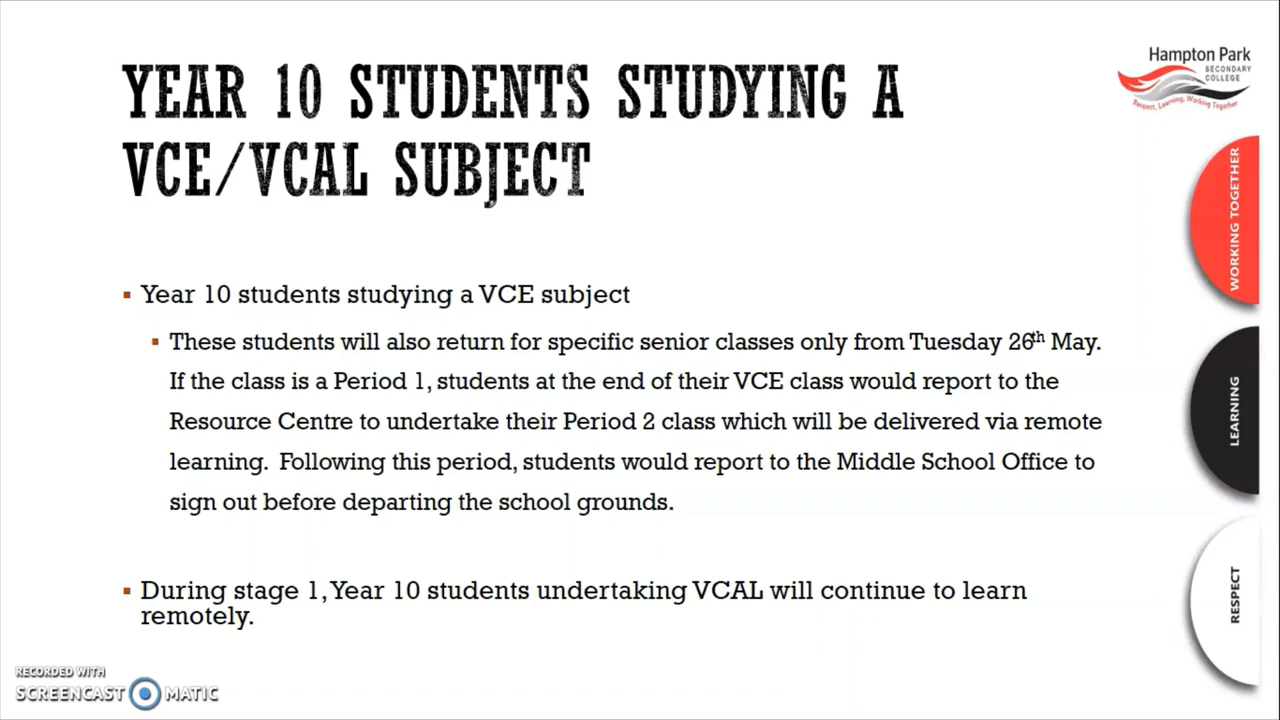 YEAR 10 STUDENTS STUDYING A
VCE/VCAL SUBJECT
Hampton Park
SECONDARY
COLLEGE
Respect, Learning, Working Together
WORKING TOGETHER
▪ Year 10 students studying a VCE subject
▪ These students will also return for specific senior classes only from Tuesday 26th May.
If the class is a Period 1, students at the end of their VCE class would report to the
Resource Centre to undertake their Period 2 class which will be delivered via remote
learning. Following this period, students would report to the Middle School Office to
sign out before departing the school grounds.
LEARNING
▪ During stage 1, Year 10 students undertaking VCAL will continue to learn
remotely.
RESPECT
RECORDED WITH
SCREENCAST MATIC